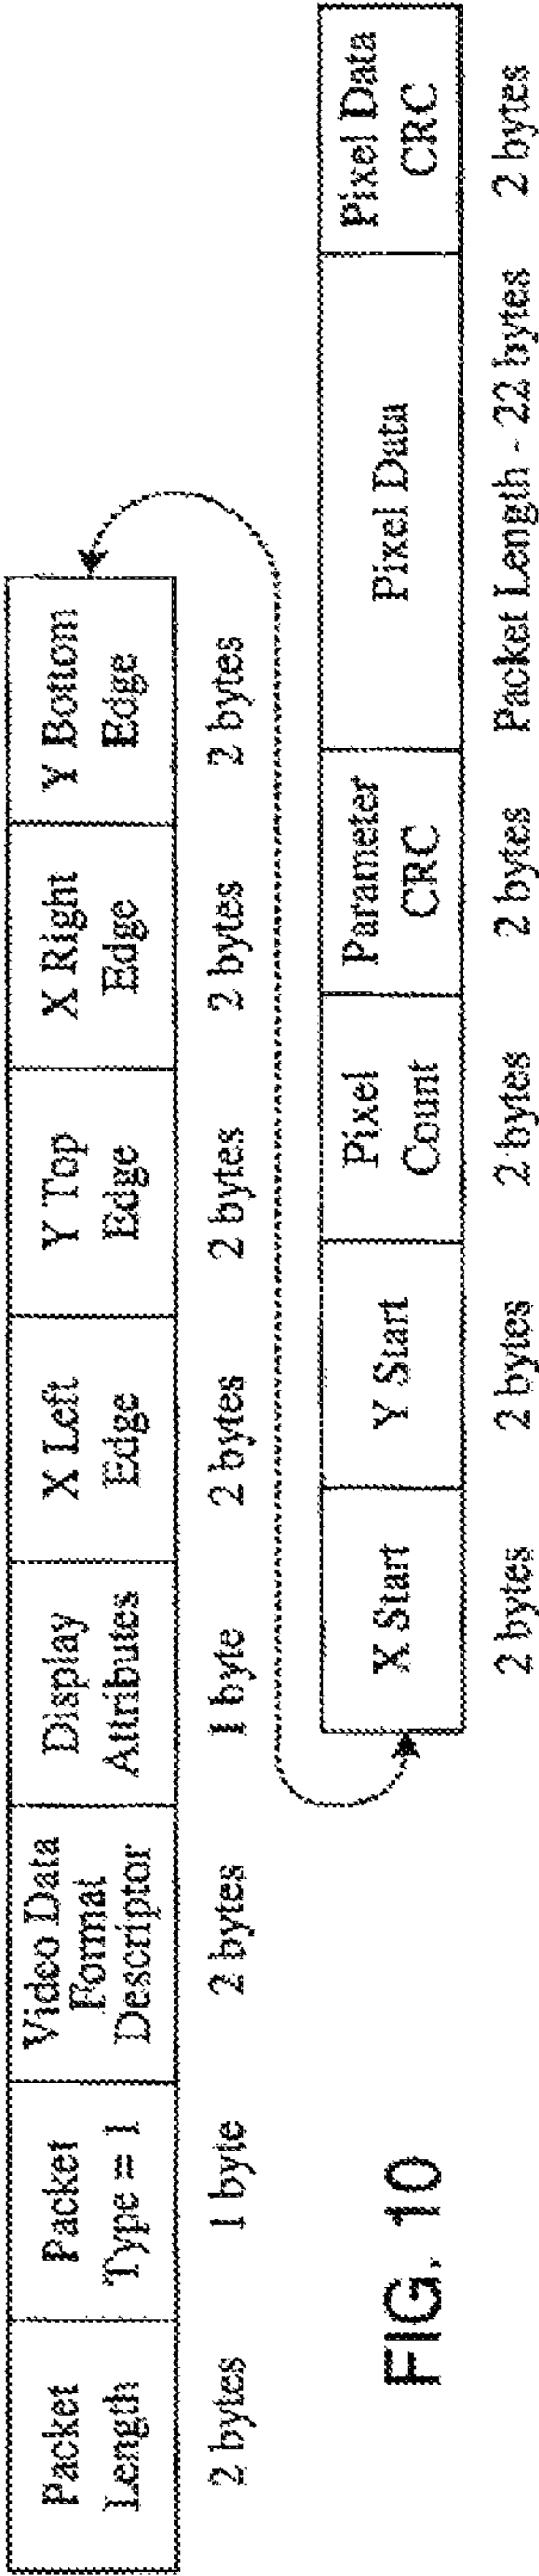 Packet
Length
Packet
Type = 1
Video Data
Format
Descriptor
Display
Attributes
X Left
Edge
Y Top
Edge
X Right
Edge
Y Bottom
Edge
2 bytes
1 byte
2 bytes
1 byte
2 bytes
2 bytes
2 bytes
2 bytes
X Start
Y Start
Pixel
Count
Parameter
CRC
Pixel Data
Pixel Data
CRC
2 bytes
2 bytes
2 bytes
2 bytes
Packet Length - 22 bytes
2 bytes
FIG. 10